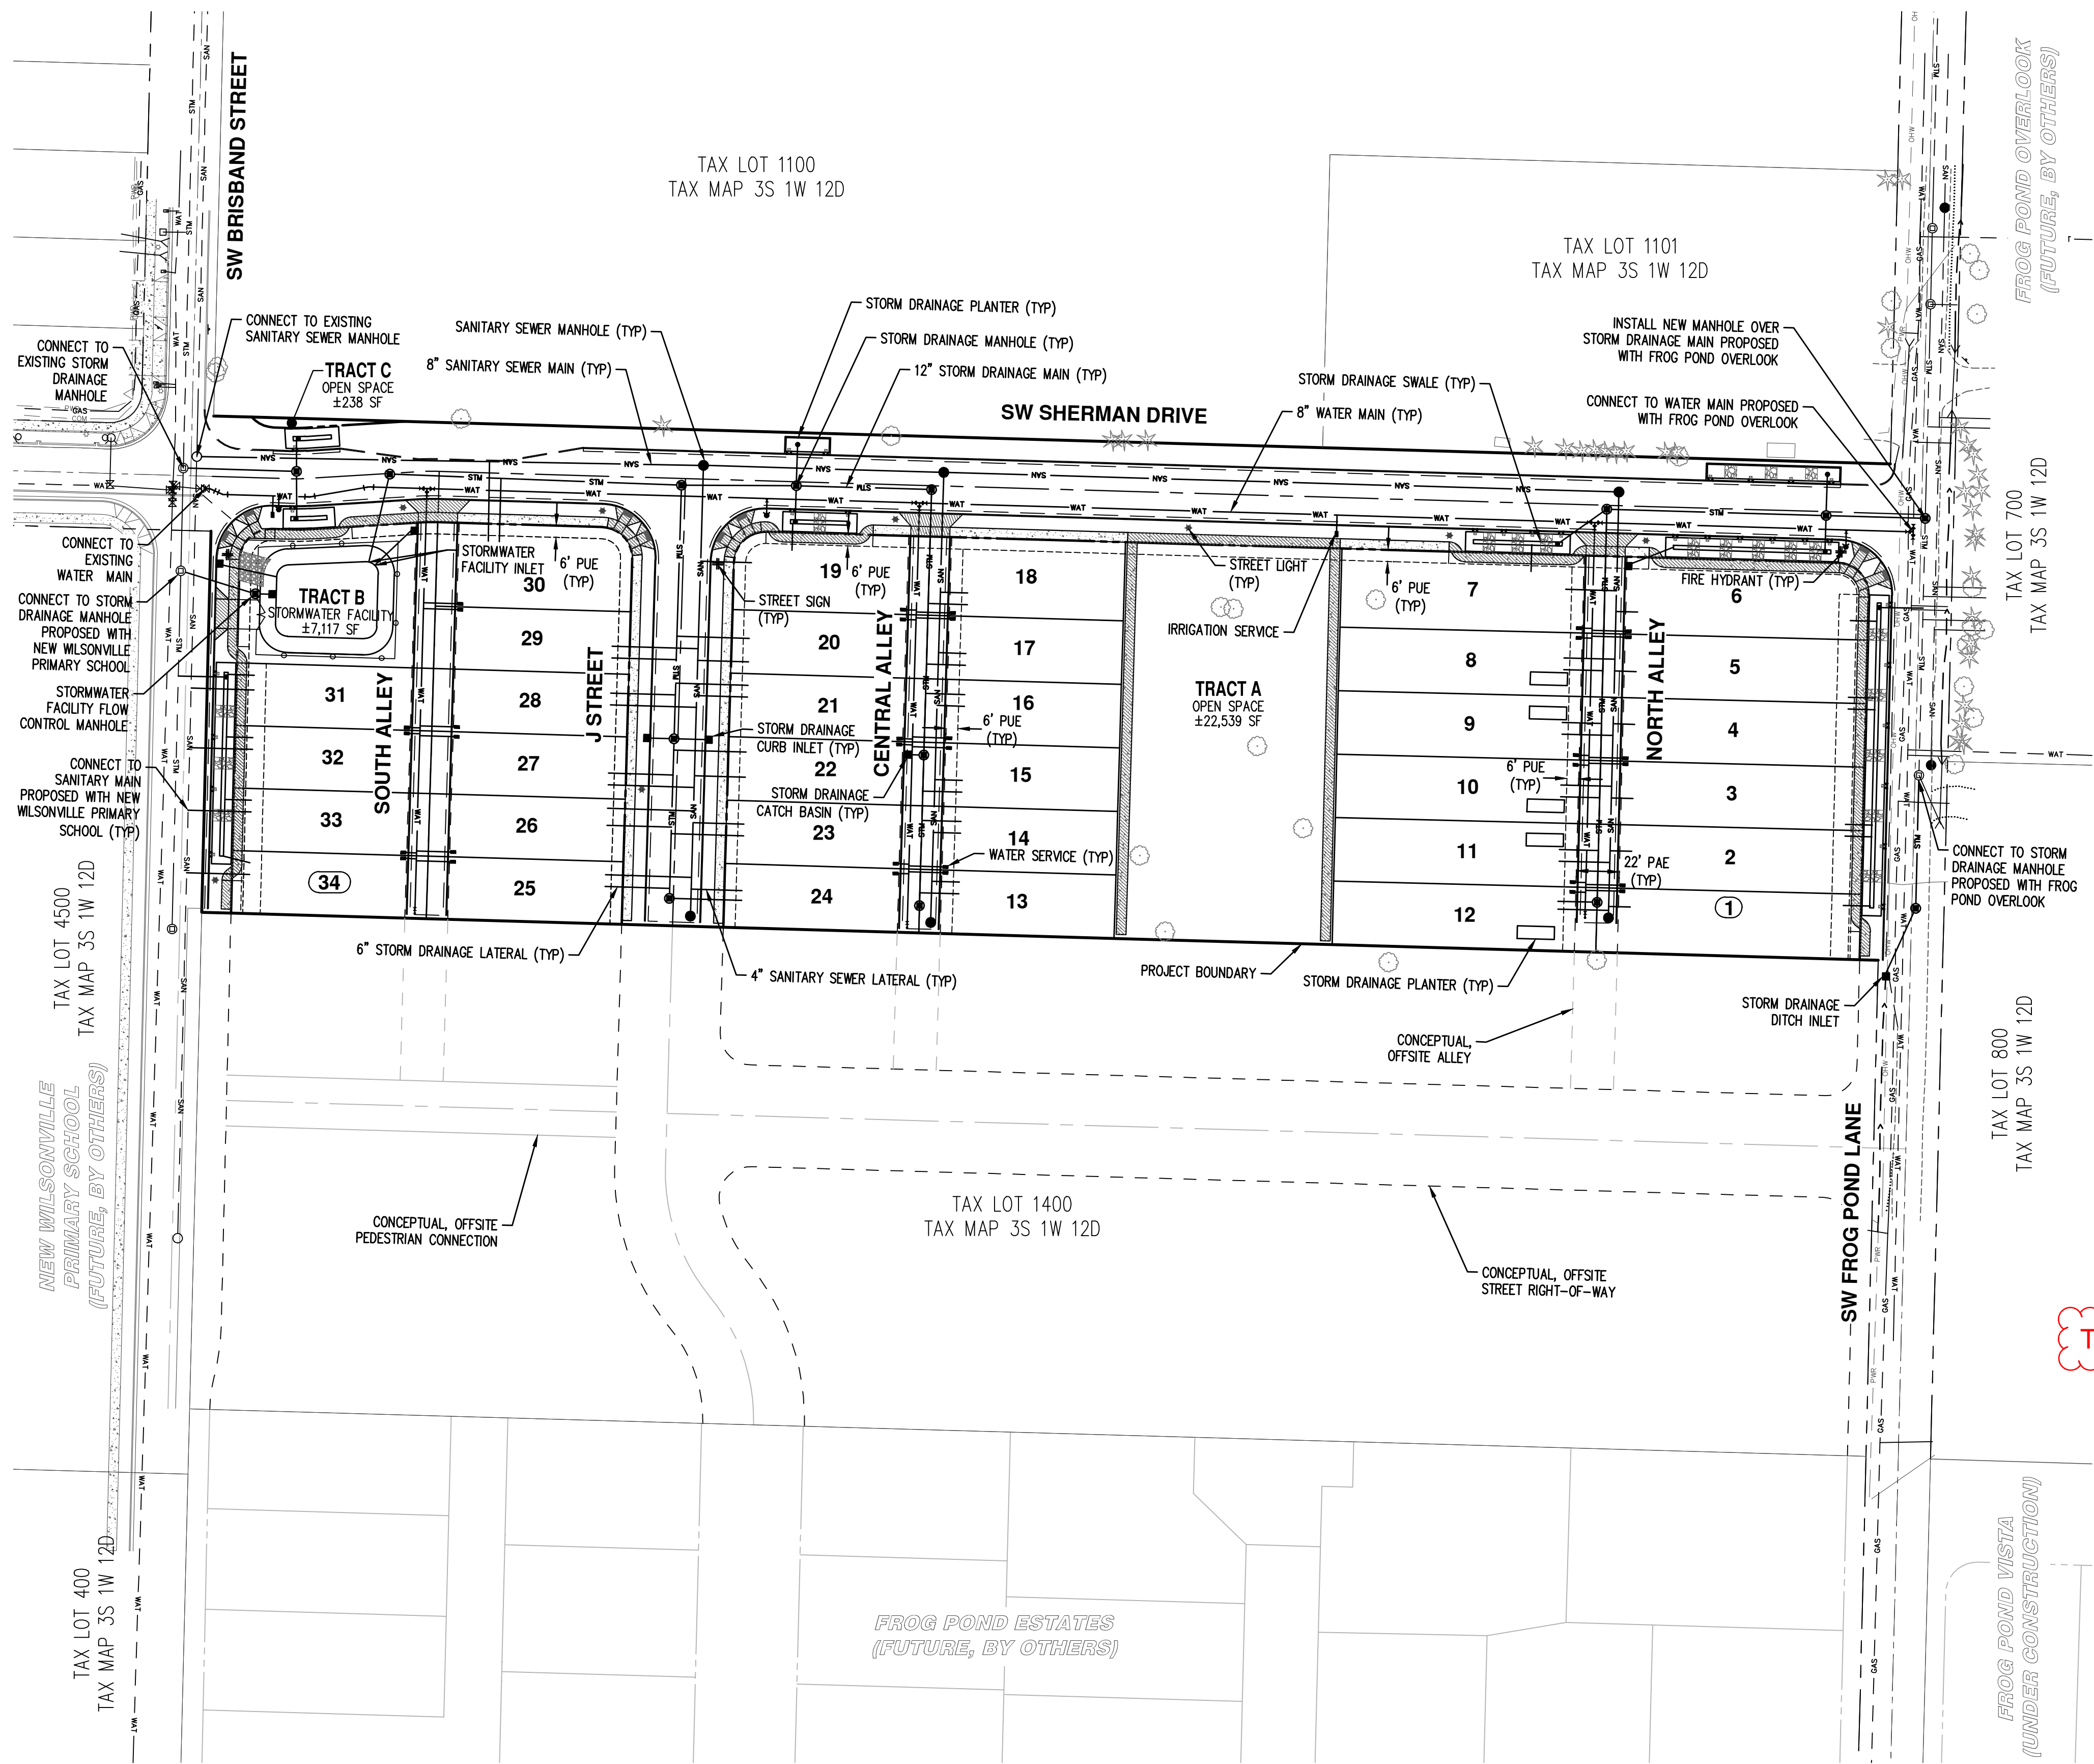 SW BRISBAND STREET
TAX LOT 1100
TAX MAP 3S 1W 12D
TAX LOT 1101
TAX MAP 3S 1W 12D
FROG POND OVERLOOK
(FUTURE, BY OTHERS)
CONNECT TO
EXISTING STORM
DRAINAGE
MANHOLE
CONNECT TO EXISTING
SANITARY SEWER MANHOLE
TRACT C
OPEN SPACE
±238 SF
SANITARY SEWER MANHOLE (TYP)
8" SANITARY SEWER MAIN (TYP)
STORM DRAINAGE PLANTER (TYP)
STORM DRAINAGE MANHOLE (TYP)
12" STORM DRAINAGE MAIN (TYP)
SW SHERMAN DRIVE
STORM DRAINAGE SWALE (TYP)
8" WATER MAIN (TYP)
INSTALL NEW MANHOLE OVER
STORM DRAINAGE MAIN PROPOSED
WITH FROG POND OVERLOOK
CONNECT TO WATER MAIN PROPOSED
WITH FROG POND OVERLOOK
TAX LOT 700
TAX MAP 3S 1W 12D
CONNECT TO
EXISTING
WATER MAIN
CONNECT TO STORM
DRAINAGE MANHOLE
PROPOSED WITH
NEW WILSONVILLE
PRIMARY SCHOOL
STORMWATER
FACILITY FLOW
CONTROL MANHOLE
CONNECT TO
SANITARY MAIN
PROPOSED WITH NEW
WILSONVILLE PRIMARY
SCHOOL (TYP)
TRACT B
STORMWATER FACILITY
±7,117 SF
STORMWATER
FACILITY INLET
6' PUE
(TYP)
30
29
28
27
26
25
31
32
33
34
SOUTH ALLEY
J STREET
19
20
21
22
23
24
6' PUE
(TYP)
STREET SIGN
(TYP)
STORM DRAINAGE
CURB INLET (TYP)
STORM DRAINAGE
CATCH BASIN (TYP)
CENTRAL ALLEY
18
17
16
15
14
13
6' PUE
(TYP)
WATER SERVICE (TYP)
STREET LIGHT
(TYP)
IRRIGATION SERVICE
TRACT A
OPEN SPACE
±22,539 SF
6' PUE
(TYP)
7
8
9
10
11
12
6' PUE
(TYP)
NORTH ALLEY
22' PAE
(TYP)
FIRE HYDRANT (TYP)
6
5
4
3
2
1
CONNECT TO STORM
DRAINAGE MANHOLE
PROPOSED WITH FROG
POND OVERLOOK
TAX LOT 4500
TAX MAP 3S 1W 12D
6" STORM DRAINAGE LATERAL (TYP)
4" SANITARY SEWER LATERAL (TYP)
PROJECT BOUNDARY
STORM DRAINAGE PLANTER (TYP)
STORM DRAINAGE
DITCH INLET
CONCEPTUAL,
OFFSITE ALLEY
TAX LOT 800
TAX MAP 3S 1W 12D
NEW WILSONVILLE
PRIMARY SCHOOL
(FUTURE, BY OTHERS)
CONCEPTUAL, OFFSITE
PEDESTRIAN CONNECTION
TAX LOT 1400
TAX MAP 3S 1W 12D
CONCEPTUAL, OFFSITE
STREET RIGHT-OF-WAY
SW FROG POND LANE
TAX LOT 400
TAX MAP 3S 1W 12D
FROG POND ESTATES
(FUTURE, BY OTHERS)
FROG POND VISTA
(UNDER CONSTRUCTION)